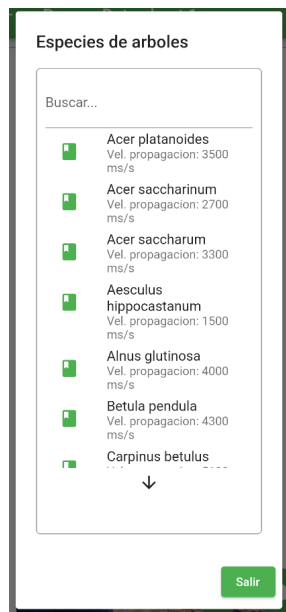 Especies de arboles
Buscar...
Acer platanoides
Vel. propagacion: 3500
ms/s
Acer saccharinum
Vel. propagacion: 2700
ms/s
Acer saccharum
Vel. propagacion: 3300
ms/s
Aesculus
hippocastanum
Vel. propagacion: 1500
ms/s
Alnus glutinosa
Vel. propagacion: 4000
ms/s
Betula pendula
Vel. propagacion: 4300
ms/s
Carpinus betulus
Salir